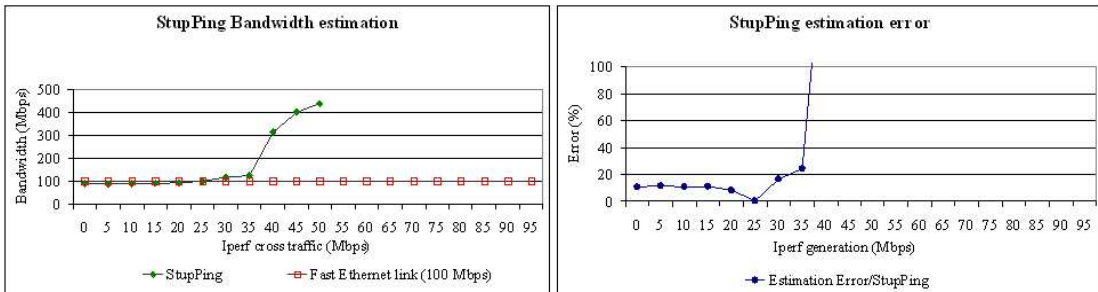 StupPing Bandwidth estimation
Bandwidth (Mbps)
500
400
300
200
100
0
0 5 10 15 20 25 30 35 40 45 50 55 60 65 70 75 80 85 90 95
Iperf cross traffic (Mbps)
StupPing
Fast Ethernet link (100 Mbps)
StupPing estimation error
Error (%)
100
80
60
40
20
0
0 5 10 15 20 25 30 35 40 45 50 55 60 65 70 75 80 85 90 95
Iperf generation (Mbps)
Estimation Error/StupPing